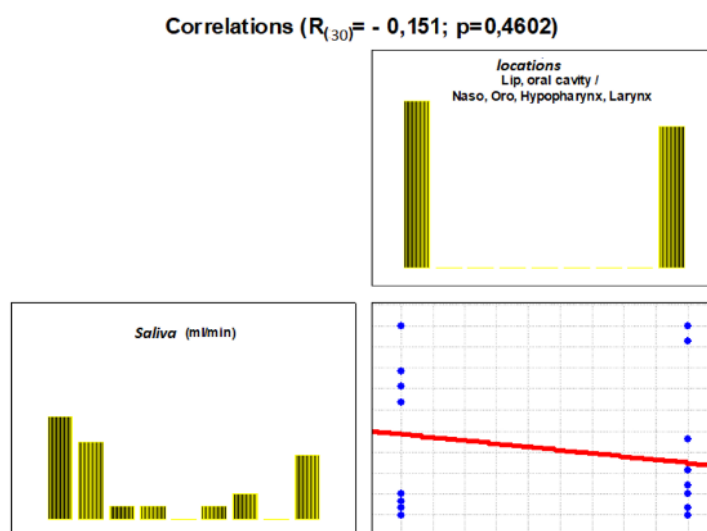 Correlations (R(30)= - 0,151; p=0,4602)
locations
Lip, oral cavity /
Naso, Oro, Hypopharynx, Larynx
Saliva (ml/min)